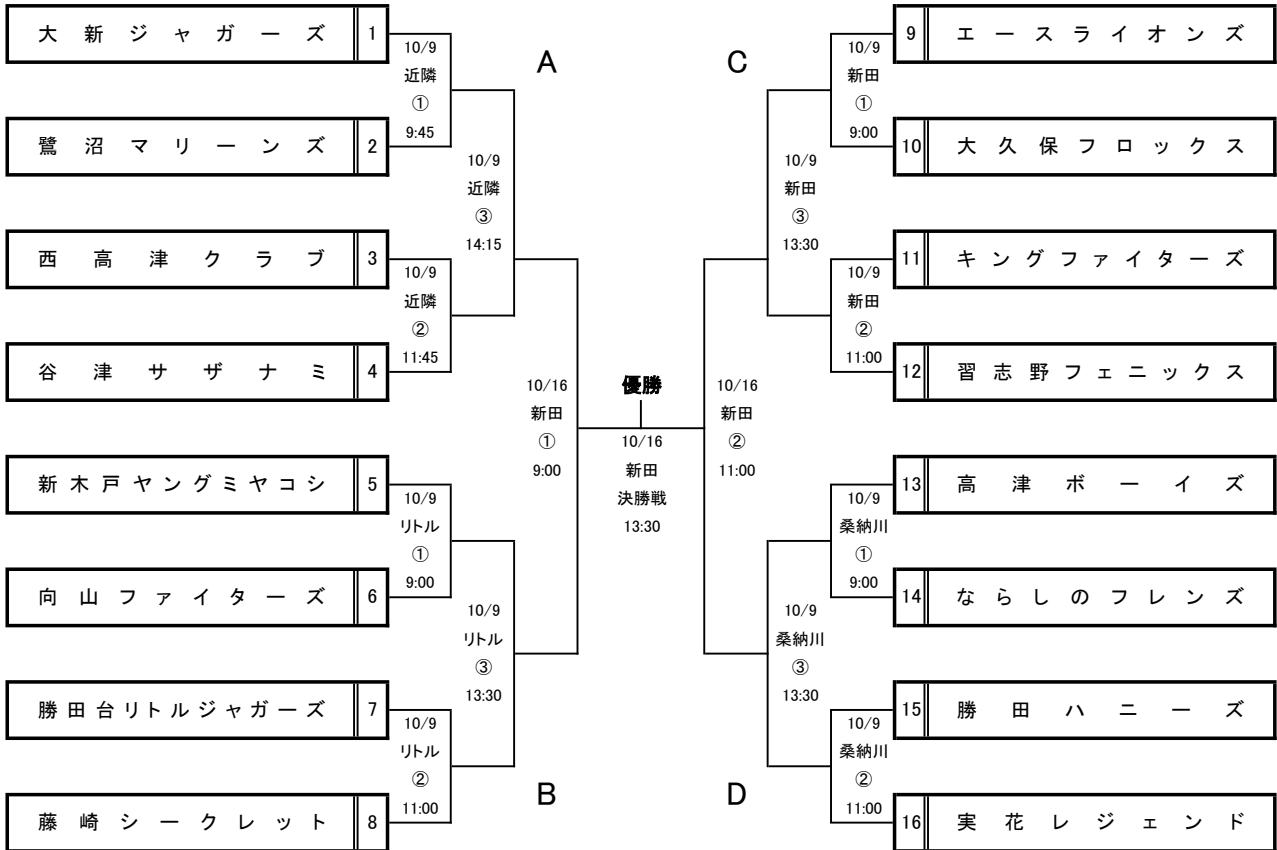 大新ジャガーズ 1
鷺沼マリーンズ 2
西高津クラブ 3
谷津サザナミ 4
新木戸ヤングミヤコシ 5
向山ファイターズ 6
勝田台リトルジャガーズ 7
藤崎シークレット 8
10/9
近隣
①
9:45
10/9
近隣
②
11:45
10/9
リトル
①
9:00
10/9
リトル
②
11:00
A
10/9
近隣
③
14:15
10/9
リトル
③
13:30
B
10/16
新田
①
9:00
優勝
10/16
新田
決勝戦
13:30
10/16
新田
②
11:00
C
10/9
新田
③
13:30
10/9
桑納川
③
13:30
D
10/9
新田
①
9:00
10/9
新田
②
11:00
10/9
桑納川
①
9:00
10/9
桑納川
②
11:00
9 エースライオンズ
10 大久保フロックス
11 キングファイターズ
12 習志野フェニックス
13 高津ボーイズ
14 ならしのフレンズ
15 勝田ハニーズ
16 実花レジェンド